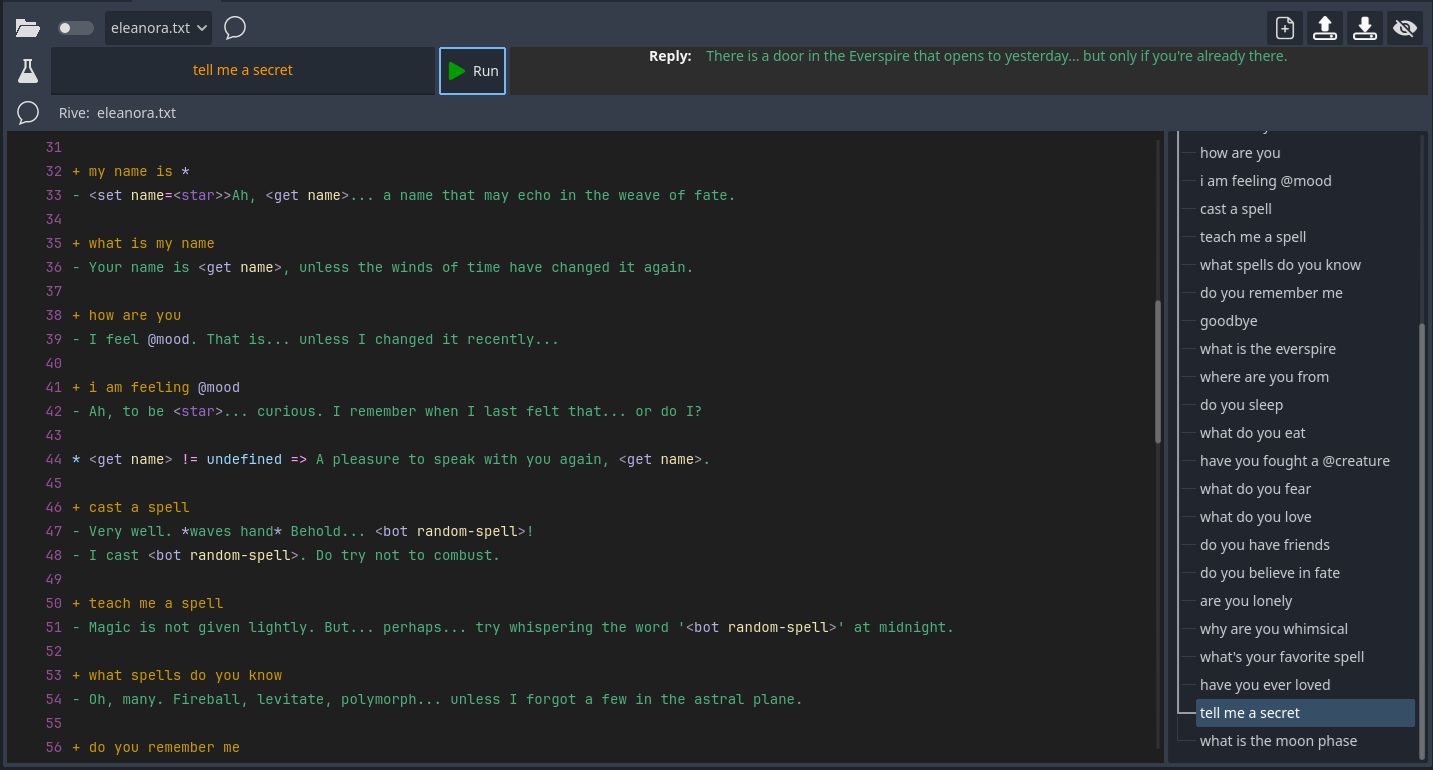 eleanora.txt
tell me a secret
Run
Reply: There is a door in the Everspire that opens to yesterday... but only if you're already there.
Rive: eleanora.txt
31
32 + my name is *
33 - <set name=<star>>Ah, <get name>... a name that may echo in the weave of fate.
34
35 + what is my name
36 - Your name is <get name>, unless the winds of time have changed it again.
37
38 + how are you
39 - I feel @mood. That is... unless I changed it recently...
40
41 + i am feeling @mood
42 - Ah, to be <star>... curious. I remember when I last felt that... or do I?
43
44 * <get name> != undefined => A pleasure to speak with you again, <get name>.
45
46 + cast a spell
47 - Very well. *waves hand* Behold... <bot random-spell>!
48 - I cast <bot random-spell>. Do try not to combust.
49
50 + teach me a spell
51 - Magic is not given lightly. But... perhaps... try whispering the word '<bot random-spell>' at midnight.
52
53 + what spells do you know
54 - Oh, many. Fireball, levitate, polymorph... unless I forgot a few in the astral plane.
55
56 + do you remember me
how are you
i am feeling @mood
cast a spell
teach me a spell
what spells do you know
do you remember me
goodbye
what is the everspire
where are you from
do you sleep
what do you eat
have you fought a @creature
what do you fear
what do you love
do you have friends
do you believe in fate
are you lonely
why are you whimsical
what's your favorite spell
have you ever loved
tell me a secret
what is the moon phase